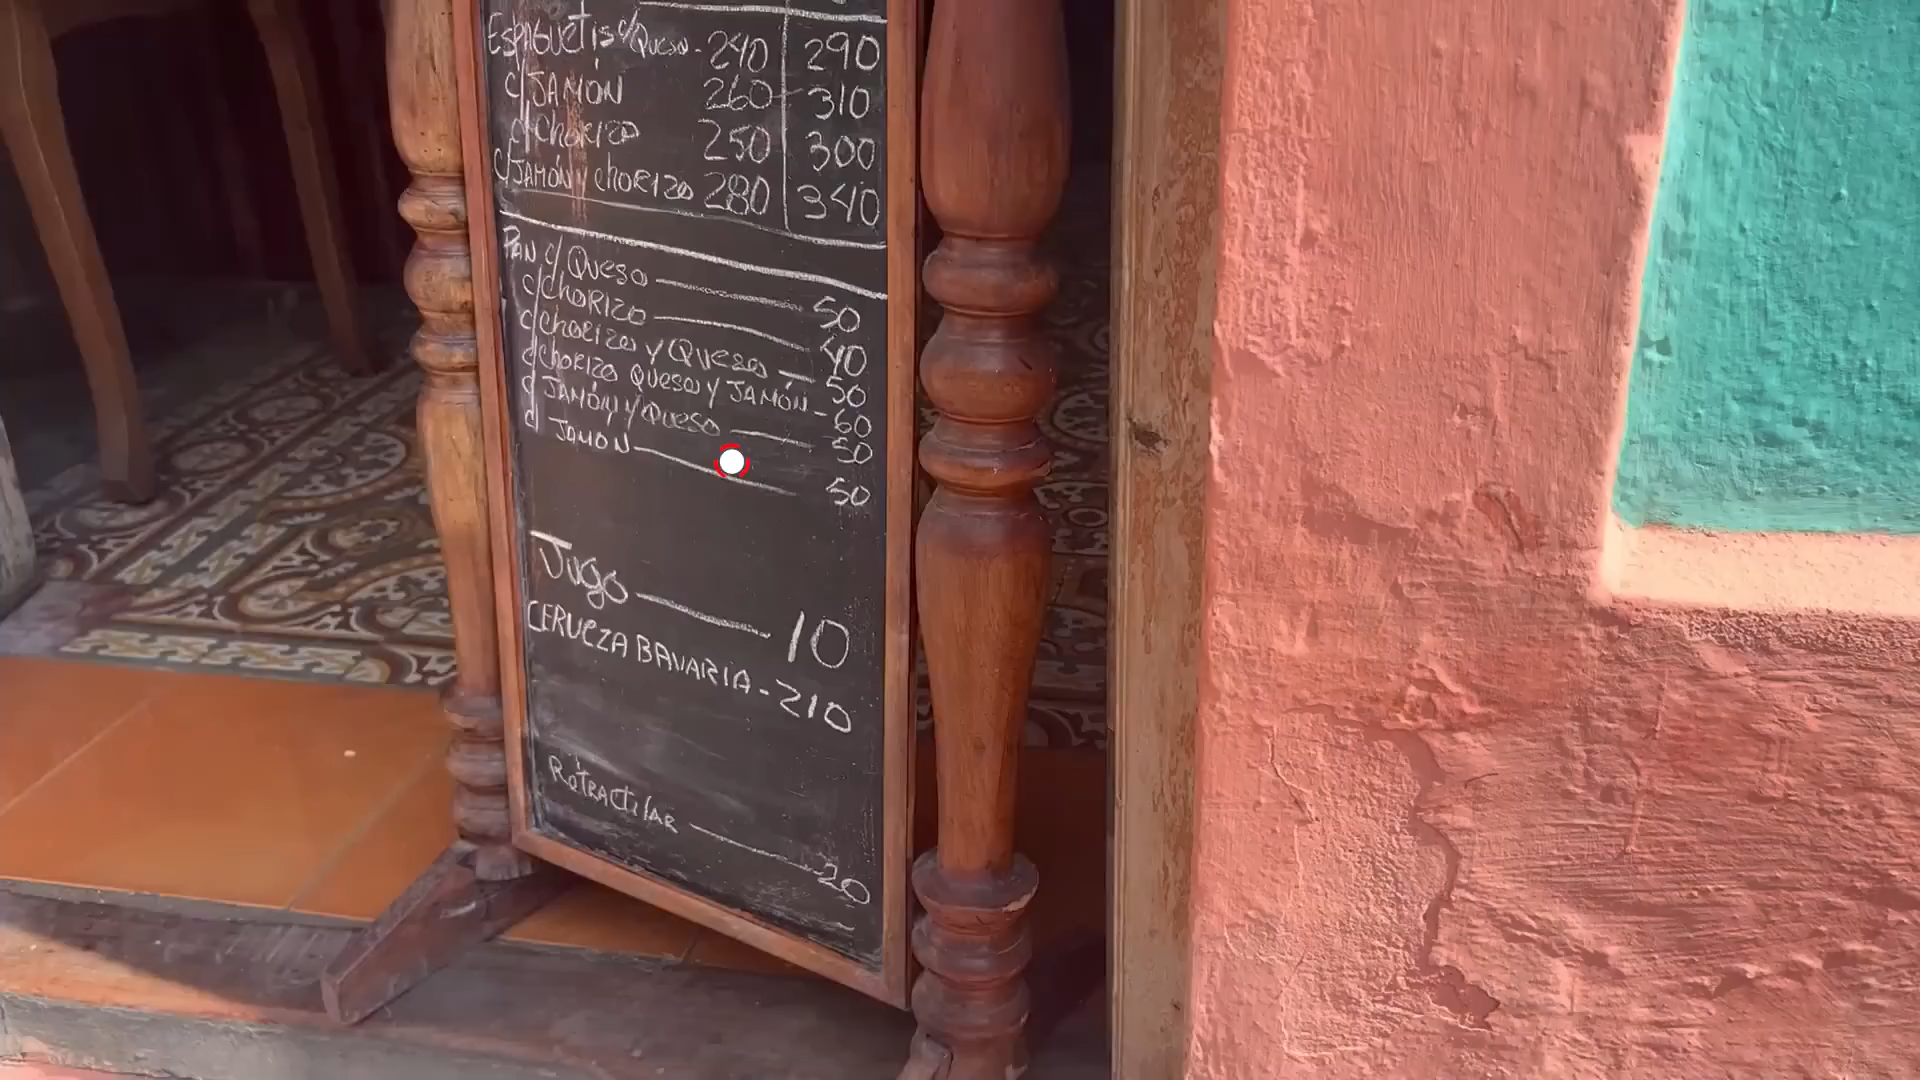 Espaguetis c/Queso - 240 290
c/Jamón 260 310
c/Chorizo 250 300
c/Jamón y Chorizo 280 340
Pan c/Queso 50
c/Chorizo 40
c/Chorizo y Queso 50
c/Chorizo Queso y Jamón - 60
c/Jamón y Queso 50
c/Jamón 50
Jugo 10
CERVEZA BAVARIA - 210
Retractilar 20